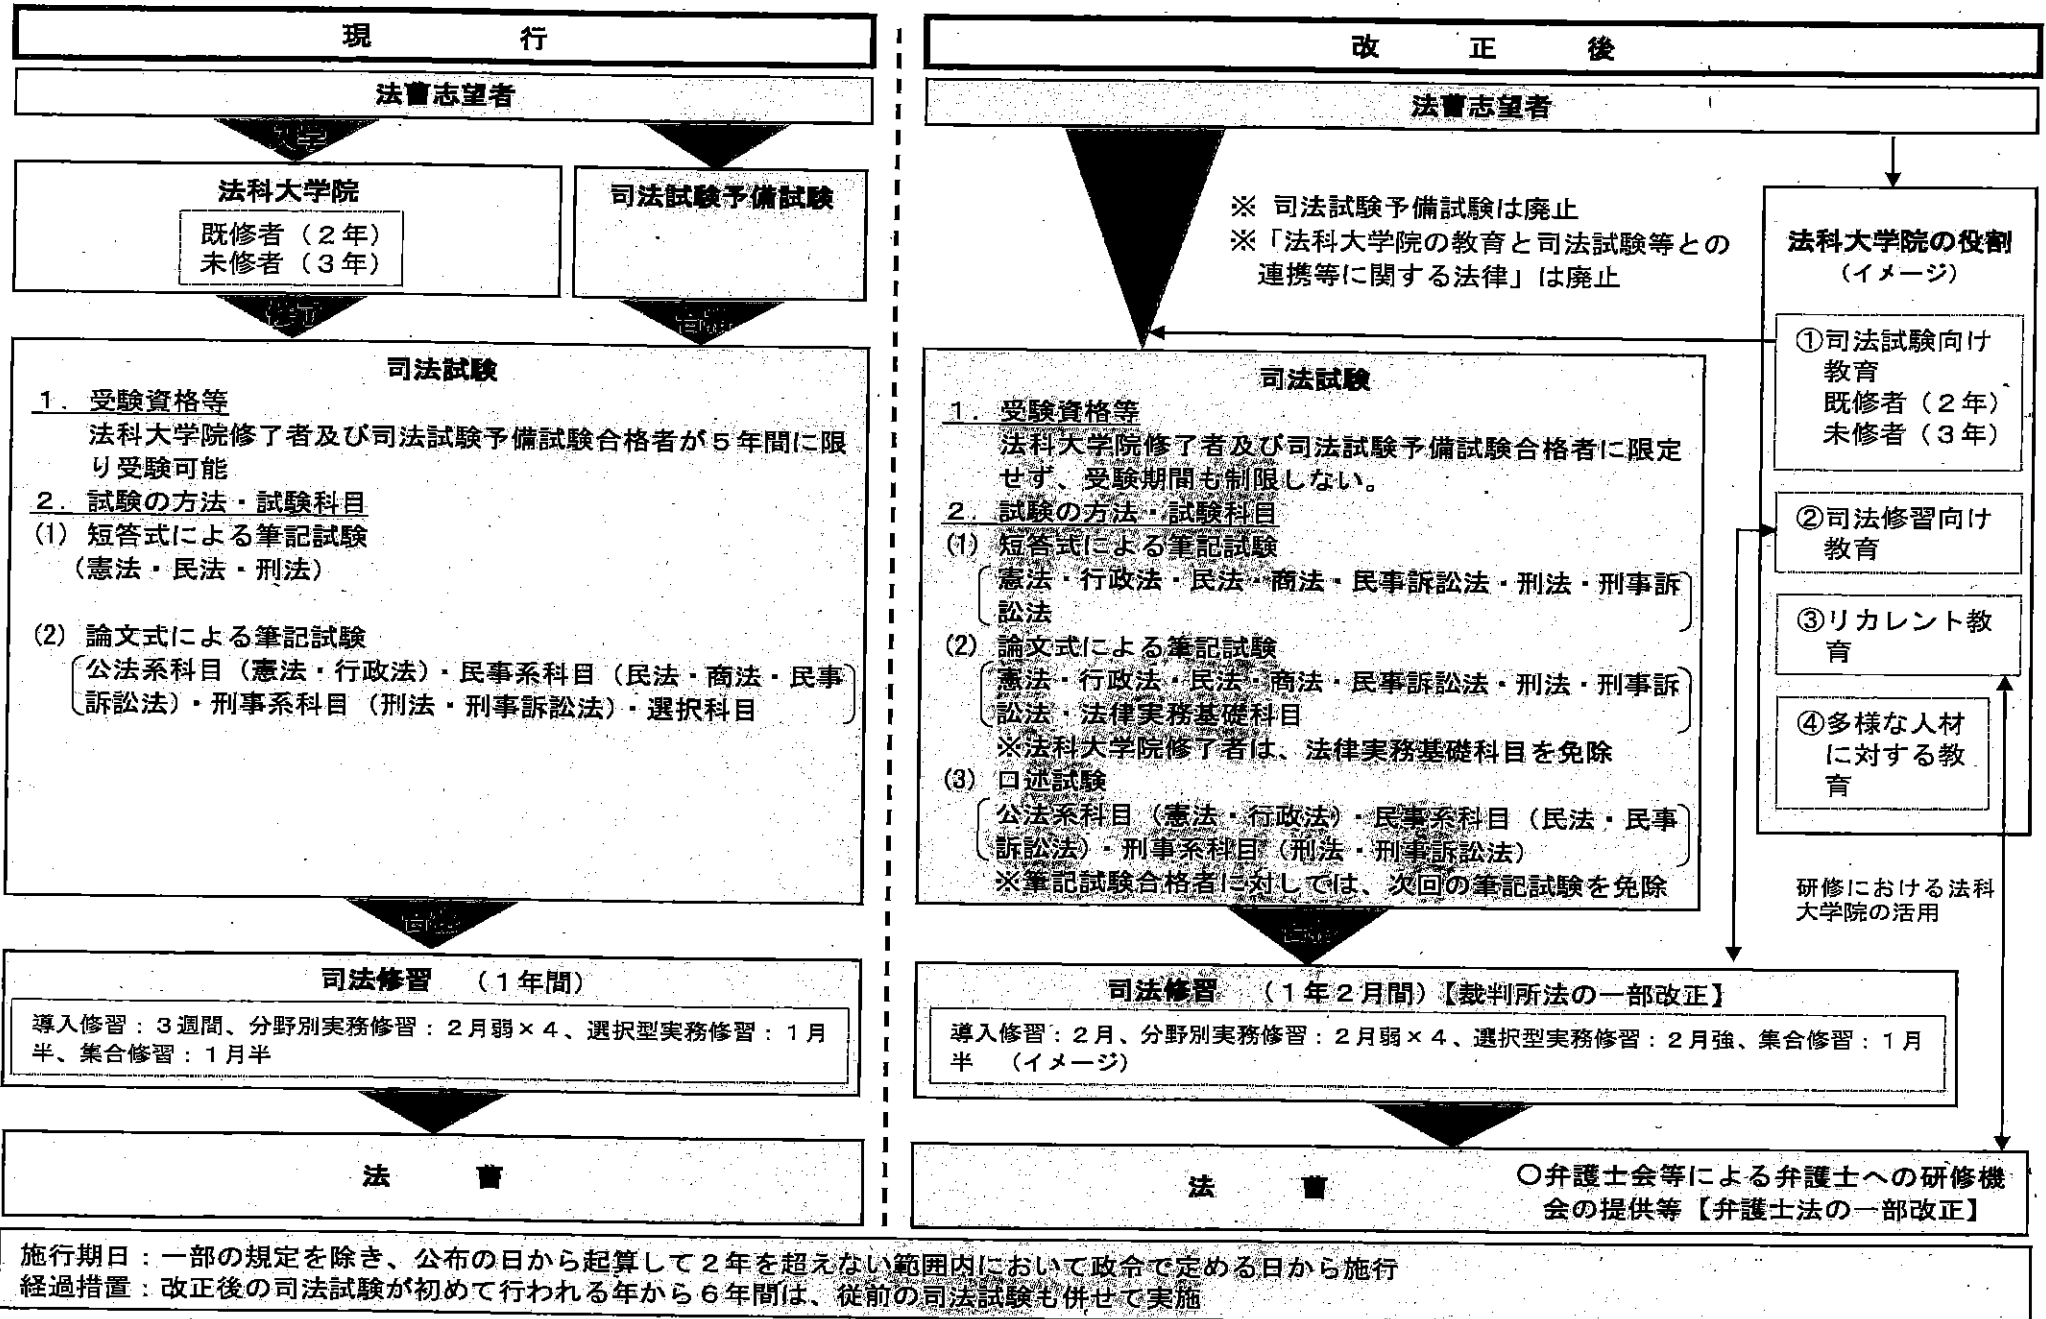 現 行
法曹志望者
入学
法科大学院
既修者（２年）
未修者（３年）
司法試験予備試験
修了
合格
司法試験
１．受験資格等
法科大学院修了者及び司法試験予備試験合格者が５年間に限
り受験可能
２．試験の方法・試験科目
(1) 短答式による筆記試験
（憲法・民法・刑法）
(2) 論文式による筆記試験
公法系科目（憲法・行政法）・民事系科目（民法・商法・民事
訴訟法）・刑事系科目（刑法・刑事訴訟法）・選択科目
合格
司法修習 （１年間）
導入修習：３週間、分野別実務修習：２月弱×４、選択型実務修習：１月
半、集合修習：１月半
法 曹
改 正 後
法曹志望者
※ 司法試験予備試験は廃止
※「法科大学院の教育と司法試験等との
連携等に関する法律」は廃止
司法試験
１．受験資格等
法科大学院修了者及び司法試験予備試験合格者に限定
せず、受験期間も制限しない。
２．試験の方法・試験科目
(1) 短答式による筆記試験
憲法・行政法・民法・商法・民事訴訟法・刑法・刑事訴
訟法
(2) 論文式による筆記試験
憲法・行政法・民法・商法・民事訴訟法・刑法・刑事訴
訟法・法律実務基礎科目
※法科大学院修了者は、法律実務基礎科目を免除
(3) 口述試験
公法系科目（憲法・行政法）・民事系科目（民法・民事
訴訟法）・刑事系科目（刑法・刑事訴訟法）
※筆記試験合格者に対しては、次回の筆記試験を免除
合格
法科大学院の役割
（イメージ）
①司法試験向け
教育
既修者（２年）
未修者（３年）
②司法修習向け
教育
③リカレント教
育
④多様な人材
に対する教
育
研修における法科
大学院の活用
司法修習 （１年２月間）【裁判所法の一部改正】
導入修習：２月、分野別実務修習：２月弱×４、選択型実務修習：２月強、集合修習：１月
半 （イメージ）
法 曹
〇弁護士会等による弁護士への研修機
会の提供等【弁護士法の一部改正】
施行期日：一部の規定を除き、公布の日から起算して２年を超えない範囲内において政令で定める日から施行
経過措置：改正後の司法試験が初めて行われる年から６年間は、従前の司法試験も併せて実施